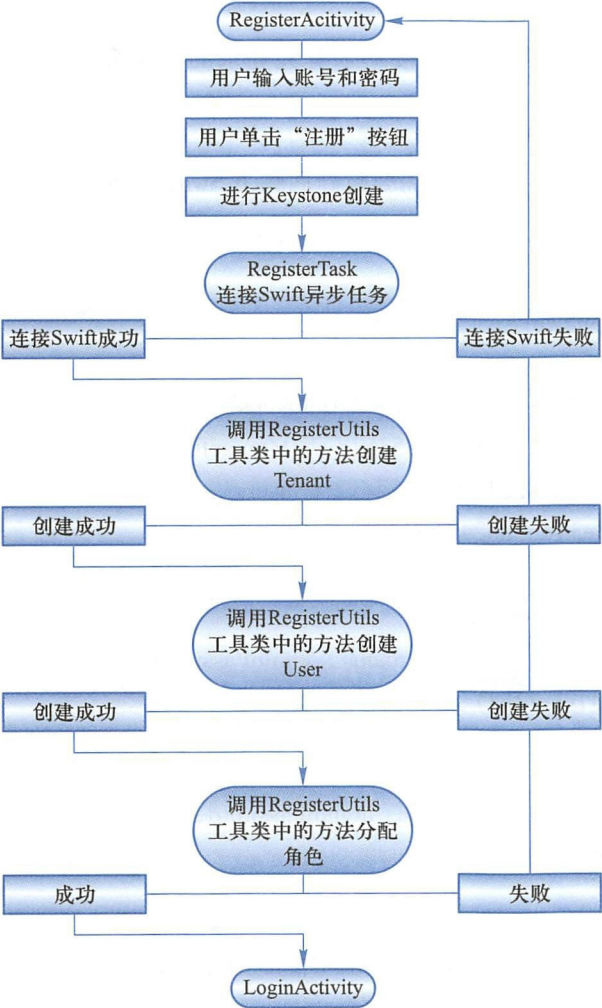 RegisterAcitivity
用户输入账号和密码
用户单击“注册”按钮
进行Keystone创建
RegisterTask
连接Swift异步任务
连接Swift成功
连接Swift失败
调用RegisterUtils
工具类中的方法创建
Tenant
创建成功
创建失败
调用RegisterUtils
工具类中的方法创建
User
创建成功
创建失败
调用RegisterUtils
工具类中的方法分配
角色
成功
失败
LoginActivity